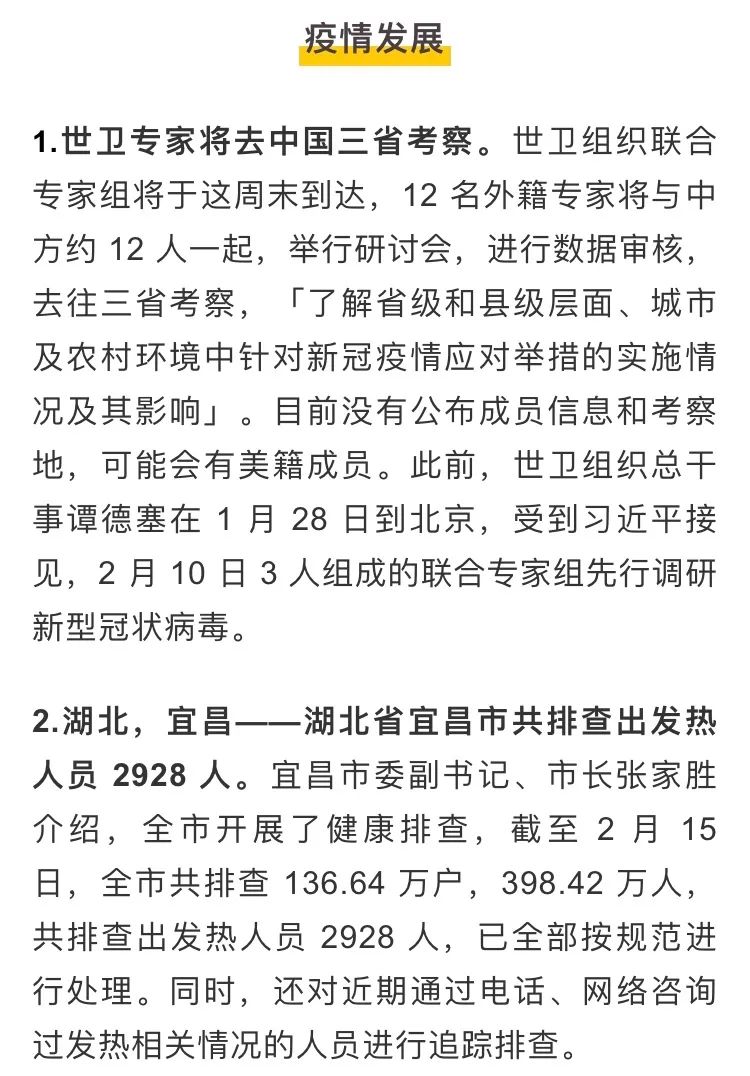 疫情发展
1.世卫专家将去中国三省考察。世卫组织联合
专家组将于这周末到达，12 名外籍专家将与中
方约 12 人一起，举行研讨会，进行数据审核，
去往三省考察，「了解省级和县级层面、城市
及农村环境中针对新冠疫情应对举措的实施情
况及其影响」。目前没有公布成员信息和考察
地，可能会有美籍成员。此前，世卫组织总干
事谭德塞在 1 月 28 日到北京，受到习近平接
见，2 月 10 日 3 人组成的联合专家组先行调研
新型冠状病毒。
2.湖北，宜昌——湖北省宜昌市共排查出发热
人员 2928 人。宜昌市委副书记、市长张家胜
介绍，全市开展了健康排查，截至 2 月 15
日，全市共排查 136.64 万户，398.42 万人，
共排查出发热人员 2928 人，已全部按规范进
行处理。同时，还对近期通过电话、网络咨询
过发热相关情况的人员进行追踪排查。